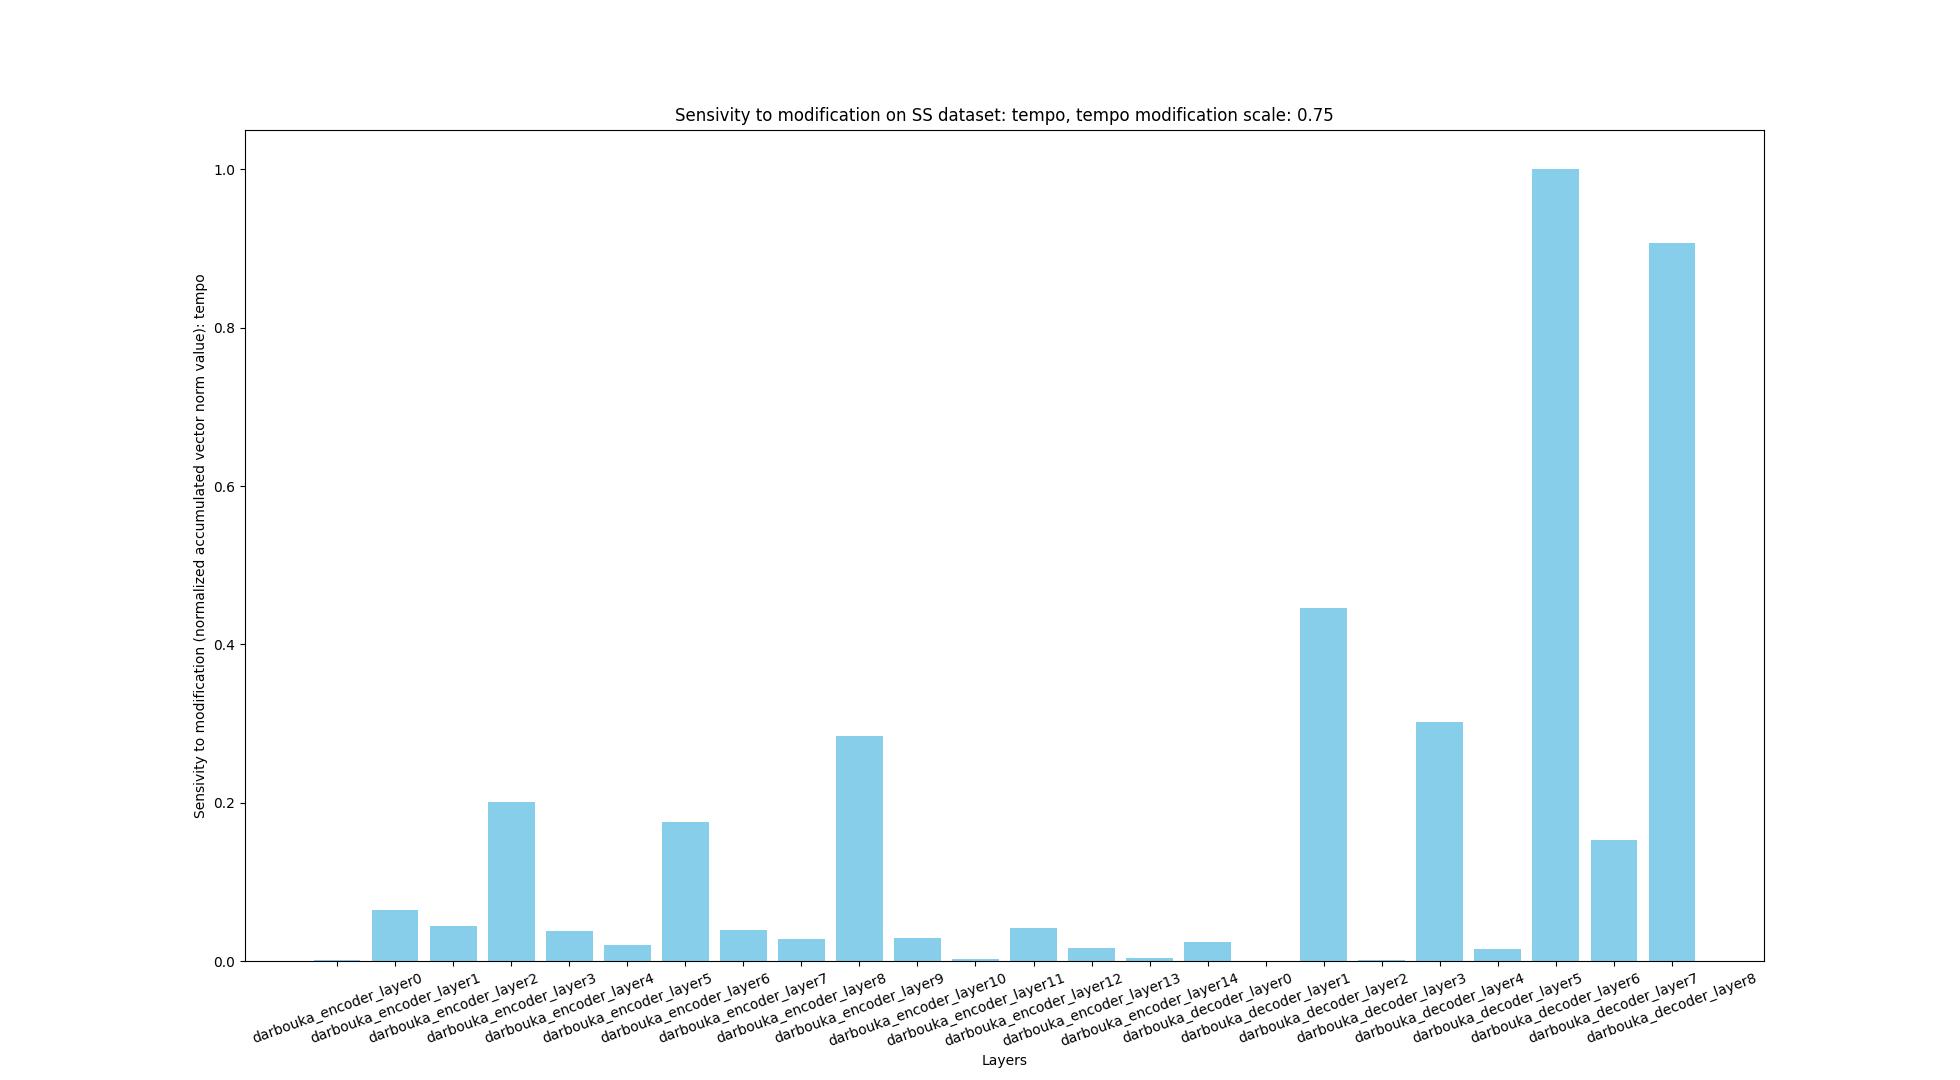 Sensivity to modification on SS dataset: tempo, tempo modification scale: 0.75
Sensivity to modification (normalized accumulated vector norm value): tempo
1.0
0.8
0.6
0.4
0.2
0.0
darbouka_encoder_layer0
darbouka_encoder_layer1
darbouka_encoder_layer2
darbouka_encoder_layer3
darbouka_encoder_layer4
darbouka_encoder_layer5
darbouka_encoder_layer6
darbouka_encoder_layer7
darbouka_encoder_layer8
darbouka_encoder_layer9
darbouka_encoder_layer10
darbouka_encoder_layer11
darbouka_encoder_layer12
darbouka_encoder_layer13
darbouka_encoder_layer14
darbouka_decoder_layer0
darbouka_decoder_layer1
darbouka_decoder_layer2
darbouka_decoder_layer3
darbouka_decoder_layer4
darbouka_decoder_layer5
darbouka_decoder_layer6
darbouka_decoder_layer7
darbouka_decoder_layer8
Layers